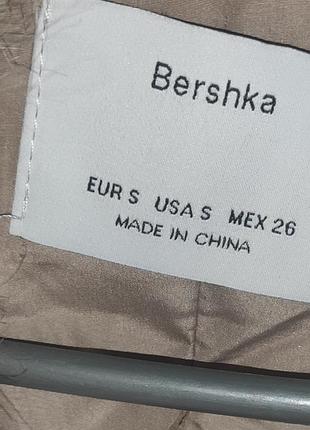 Bershka
EUR S USA S MEX 26
MADE IN CHINA